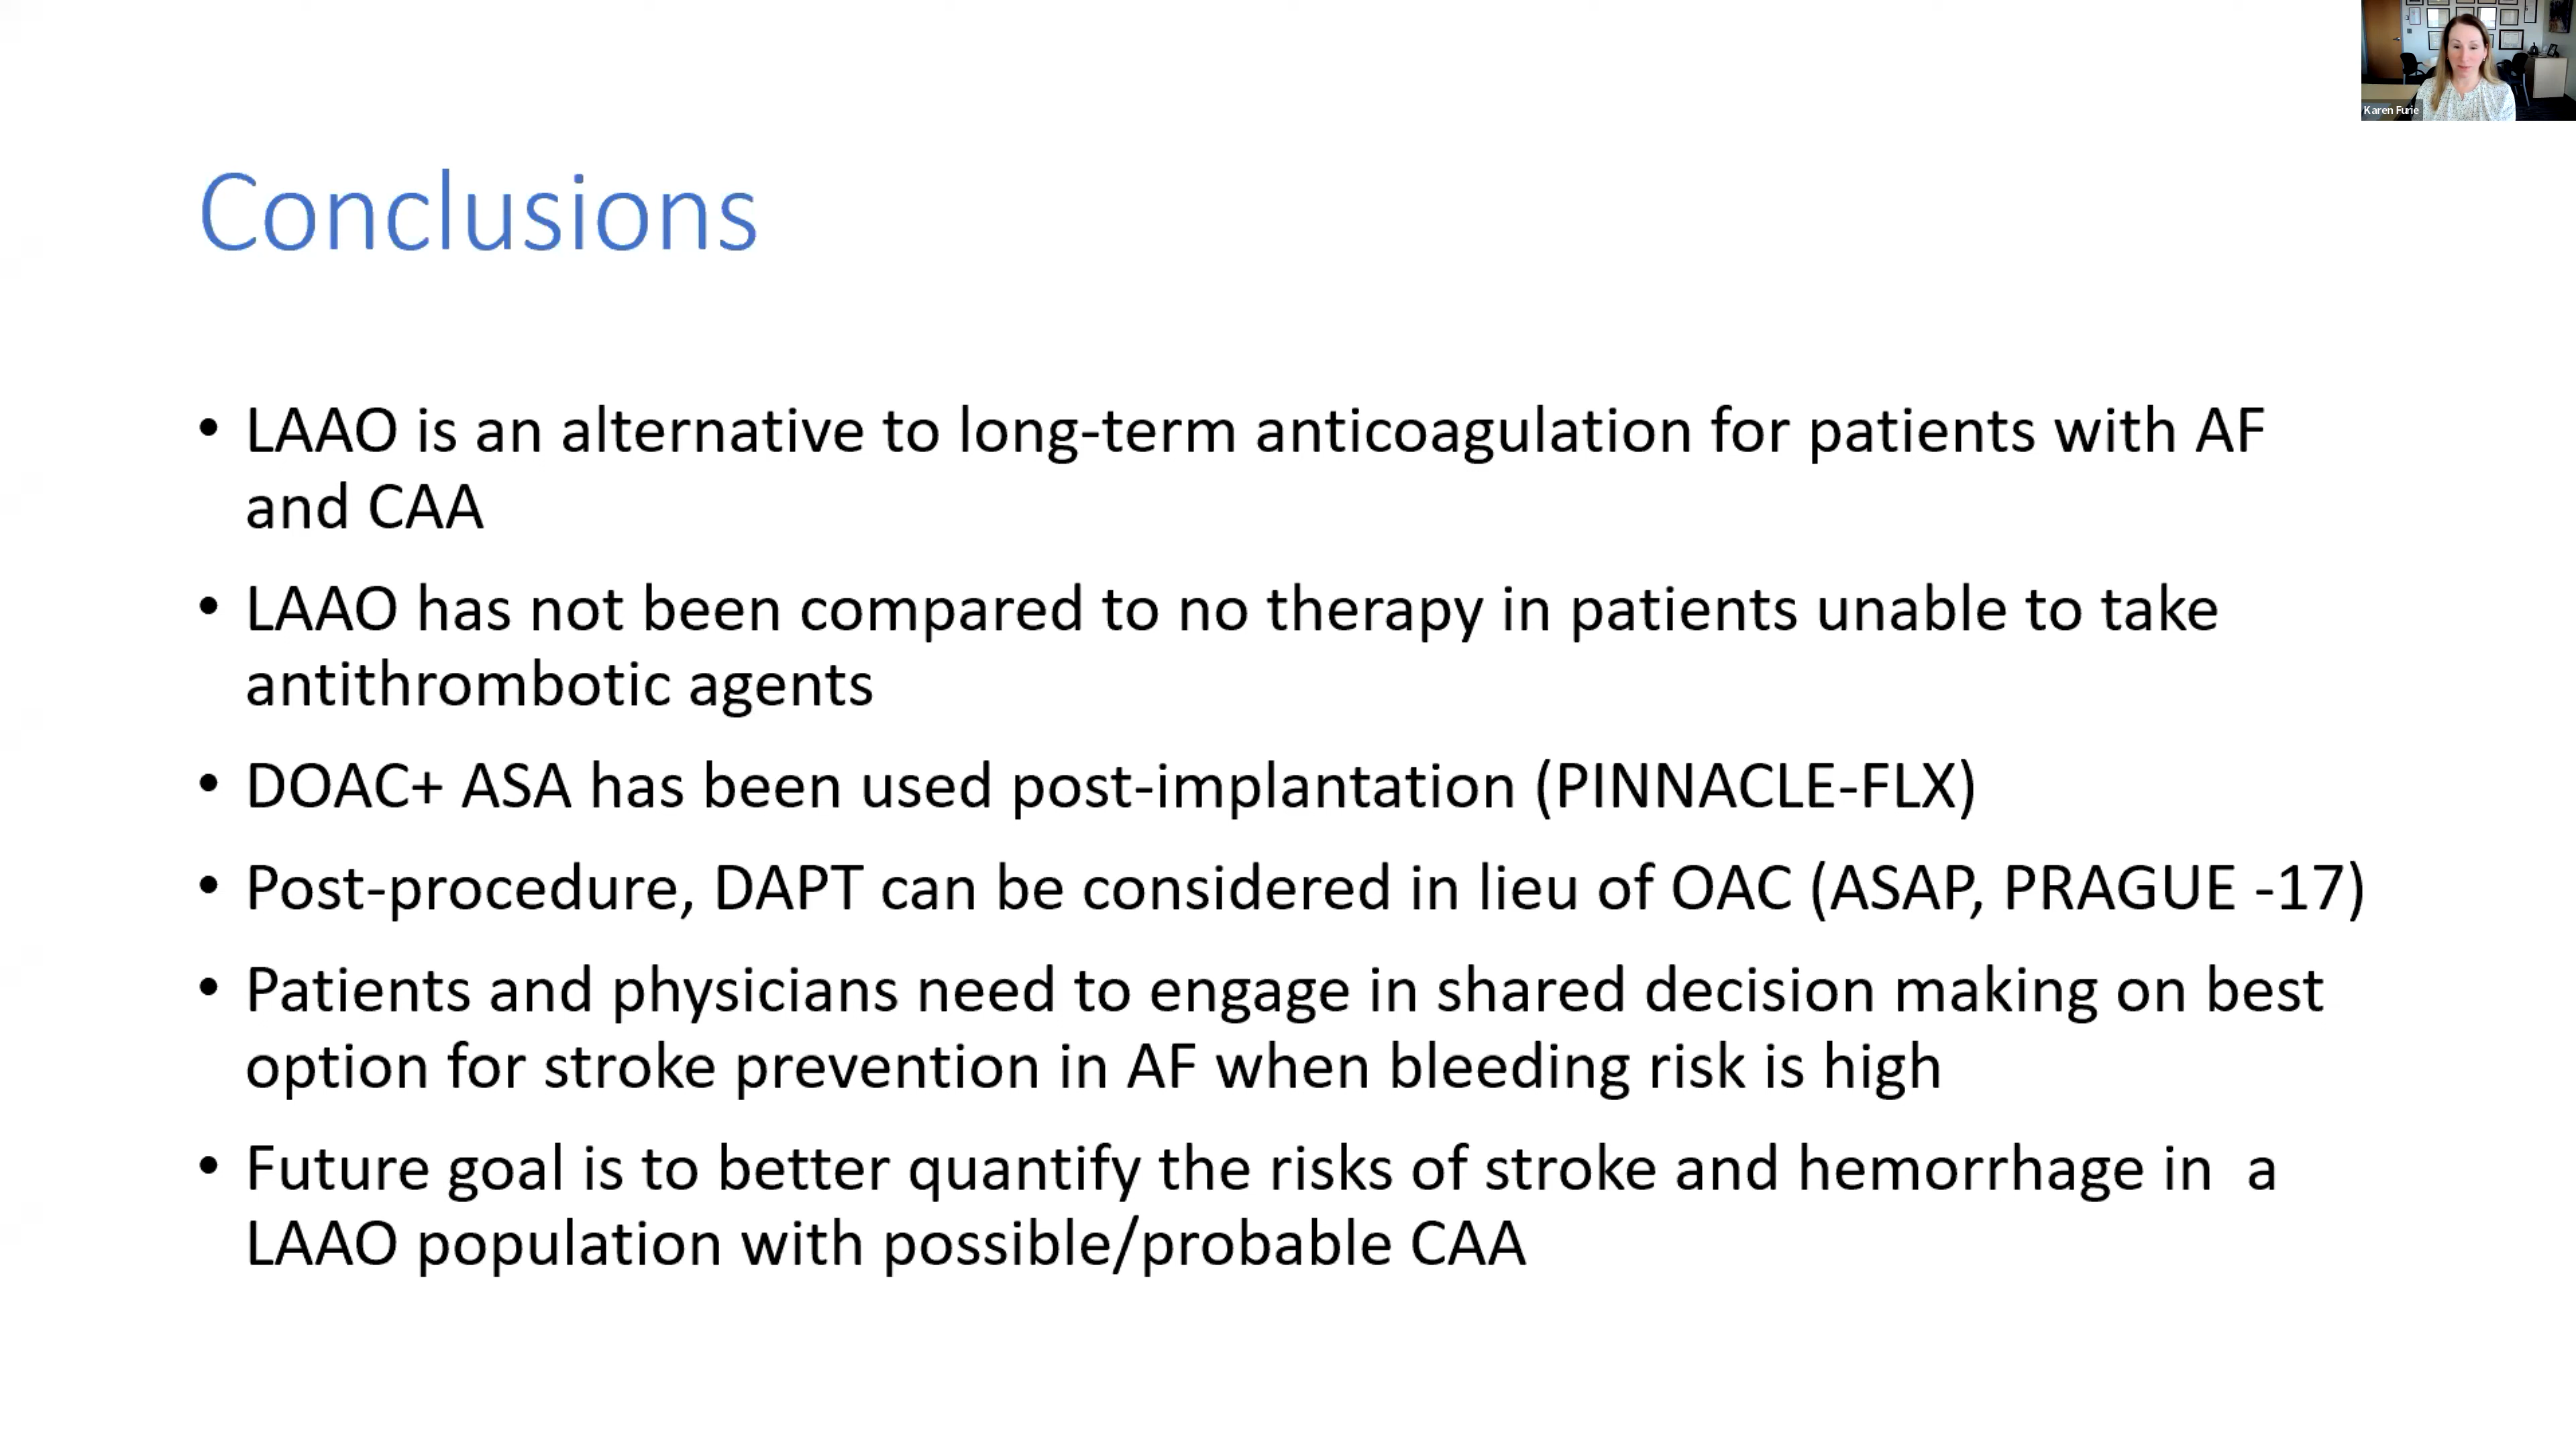 Karen Furie
Conclusions
• LAAO is an alternative to long-term anticoagulation for patients with AF
and CAA
• LAAO has not been compared to no therapy in patients unable to take
antithrombotic agents
• DOAC+ ASA has been used post-implantation (PINNACLE-FLX)
• Post-procedure, DAPT can be considered in lieu of OAC (ASAP, PRAGUE -17)
• Patients and physicians need to engage in shared decision making on best
option for stroke prevention in AF when bleeding risk is high
• Future goal is to better quantify the risks of stroke and hemorrhage in  a
LAAO population with possible/probable CAA